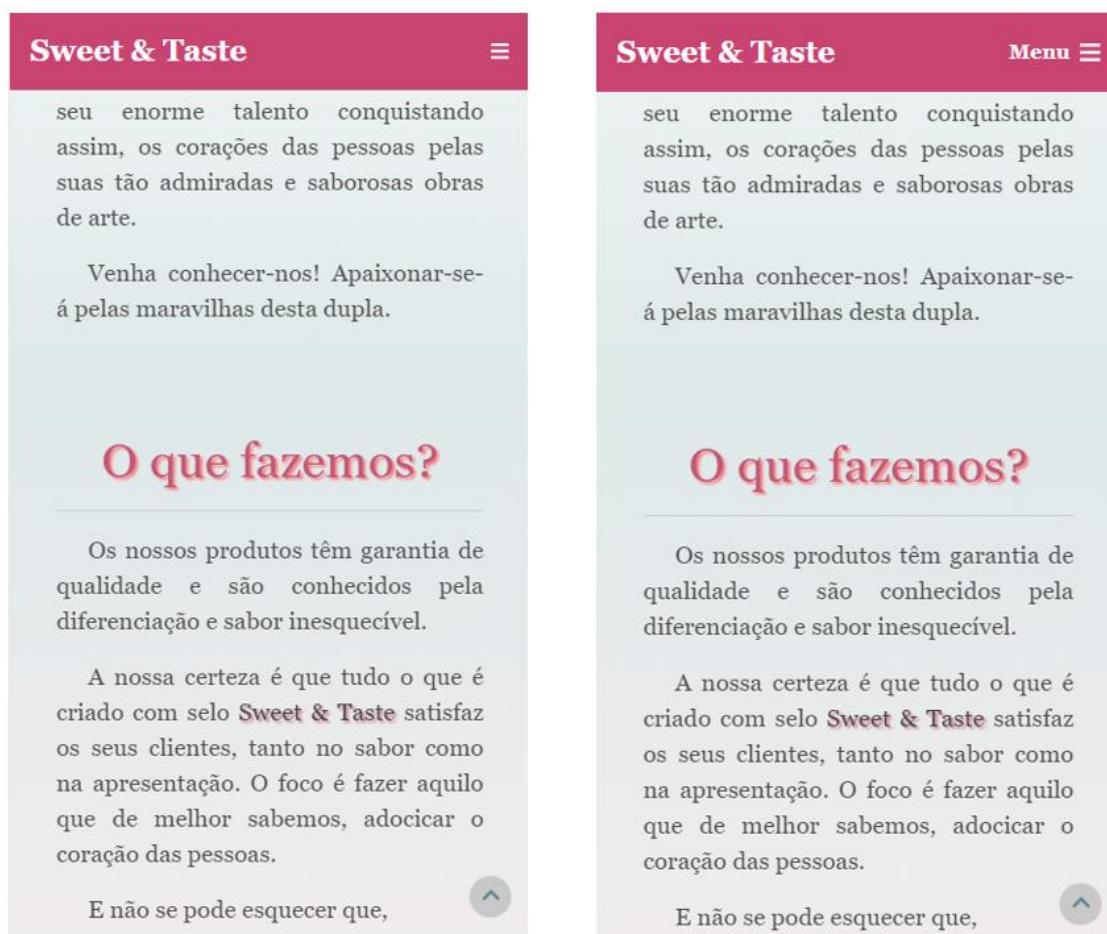 Sweet & Taste
seu enorme talento conquistando
assim, os corações das pessoas pelas
suas tão admiradas e saborosas obras
de arte.
Venha conhecer-nos! Apaixonar-se-
á pelas maravilhas desta dupla.
O que fazemos?
Os nossos produtos têm garantia de
qualidade e são conhecidos pela
diferenciação e sabor inesquecível.
A nossa certeza é que tudo o que é
criado com selo Sweet & Taste satisfaz
os seus clientes, tanto no sabor como
na apresentação. O foco é fazer aquilo
que de melhor sabemos, adocicar o
coração das pessoas.
E não se pode esquecer que,
Sweet & Taste Menu
seu enorme talento conquistando
assim, os corações das pessoas pelas
suas tão admiradas e saborosas obras
de arte.
Venha conhecer-nos! Apaixonar-se-
á pelas maravilhas desta dupla.
O que fazemos?
Os nossos produtos têm garantia de
qualidade e são conhecidos pela
diferenciação e sabor inesquecível.
A nossa certeza é que tudo o que é
criado com selo Sweet & Taste satisfaz
os seus clientes, tanto no sabor como
na apresentação. O foco é fazer aquilo
que de melhor sabemos, adocicar o
coração das pessoas.
E não se pode esquecer que,